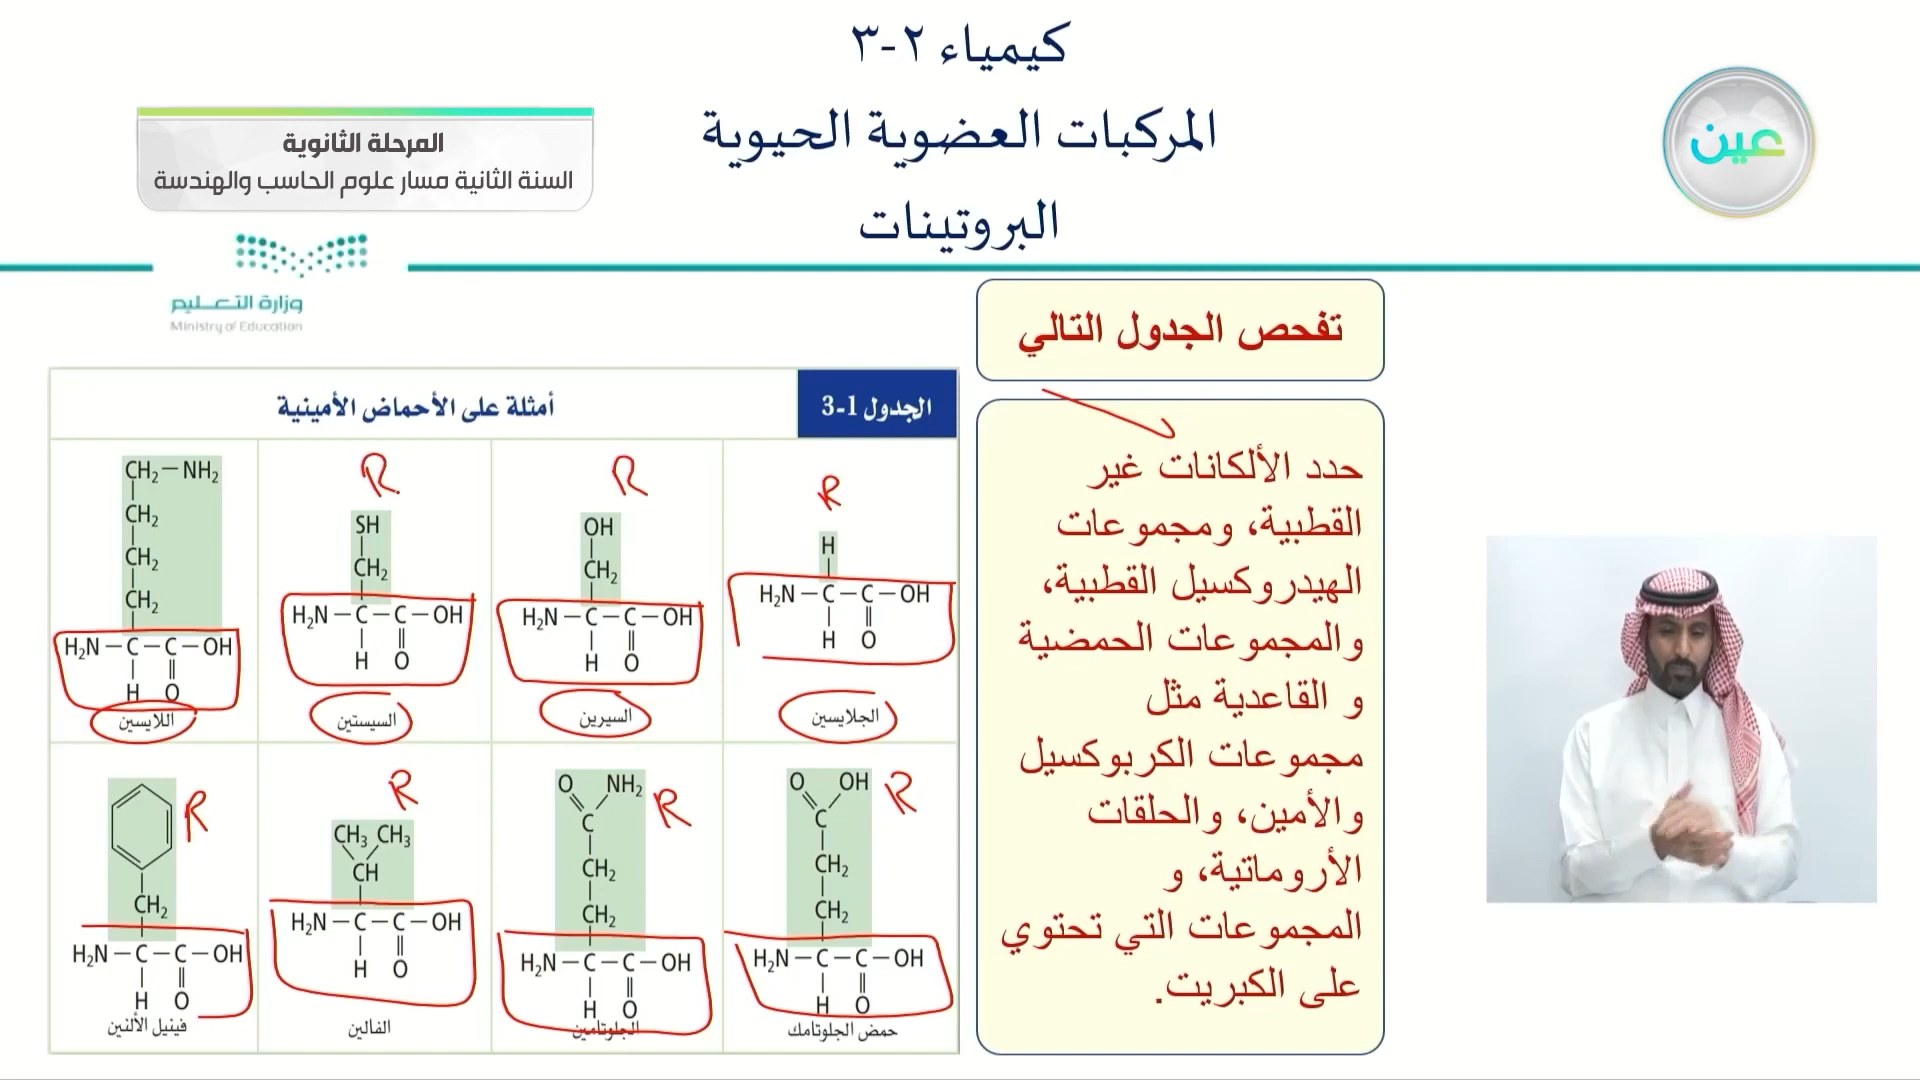 كيمياء ٢-٣
المركبات العضوية الحيوية
البروتينات
عين
المرحلة الثانوية
السنة الثانية مسار علوم الحاسب والهندسة
وزارة التعـــليم
Ministry of Education
تفحص الجدول التالي
حدد الألكانات غير
القطبية، ومجموعات
الهيدروكسيل القطبية،
والمجموعات الحمضية
و القاعدية مثل
مجموعات الكربوكسيل
والأمين، والحلقات
الأروماتية، و
المجموعات التي تحتوي
على الكبريت.
الجدول 1-3
أمثلة على الأحماض الأمينية
R
H
H₂N – C – C – OH
H O
الجلايسين
R
OH
CH₂
H₂N – C – C – OH
H O
السيرين
R
SH
CH₂
H₂N – C – C – OH
H O
السيستين
CH₂ – NH₂
CH₂
CH₂
CH₂
H₂N – C – C – OH
H O
اللايسين
O OH R
C
CH₂
CH₂
H₂N – C – C – OH
H O
حمض الجلوتامك
O NH₂ R
C
CH₂
CH₂
H₂N – C – C – OH
H O
الجلوتامين
R
CH₃ CH₃
CH
H₂N – C – C – OH
H O
الفالين
R
CH₂
H₂N – C – C – OH
H O
فينيل الألنين